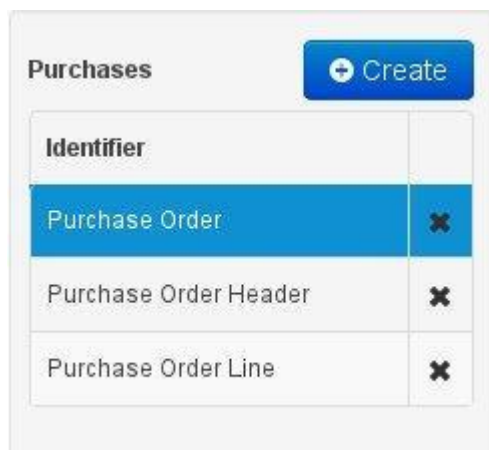 Purchases
Create
Identifier
Purchase Order
Purchase Order Header
Purchase Order Line